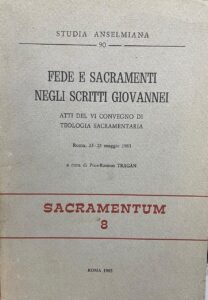 STUDIA ANSELMIANA
90
FEDE E SACRAMENTI
NEGLI SCRITTI GIOVANNEI
ATTI DEL VI CONVEGNO DI
TEOLOGIA SACRAMENTARIA
Roma, 23-25 maggio 1983
a cura di Pius-Ramon TRAGAN
SACRAMENTUM
8
ROMA 1985